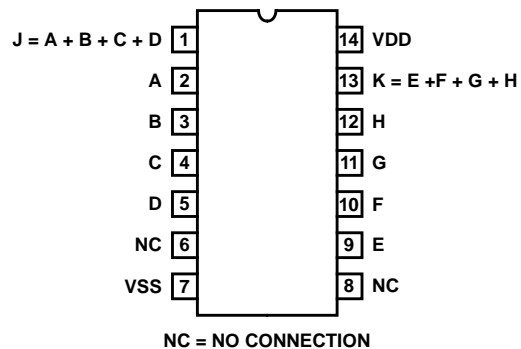 J = A + B + C + D 1
A 2
B 3
C 4
D 5
NC 6
VSS 7
14 VDD
13 K = E +F + G + H
12 H
11 G
10 F
9 E
8 NC
NC = NO CONNECTION